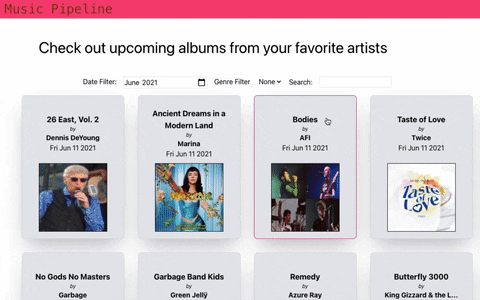 Music Pipeline
Check out upcoming albums from your favorite artists
Date Filter: June 2021 Genre Filter None Search:
26 East, Vol. 2
by
Dennis DeYoung
Fri Jun 11 2021
Ancient Dreams in a
Modern Land
by
Marina
Fri Jun 11 2021
Bodies
by
AFI
Fri Jun 11 2021
Taste of Love
by
Twice
Fri Jun 11 2021
Taste
of
Love
No Gods No Masters
by
Garbage
Garbage Band Kids
by
Green Jellÿ
Remedy
by
Azure Ray
Butterfly 3000
by
King Gizzard & the L...